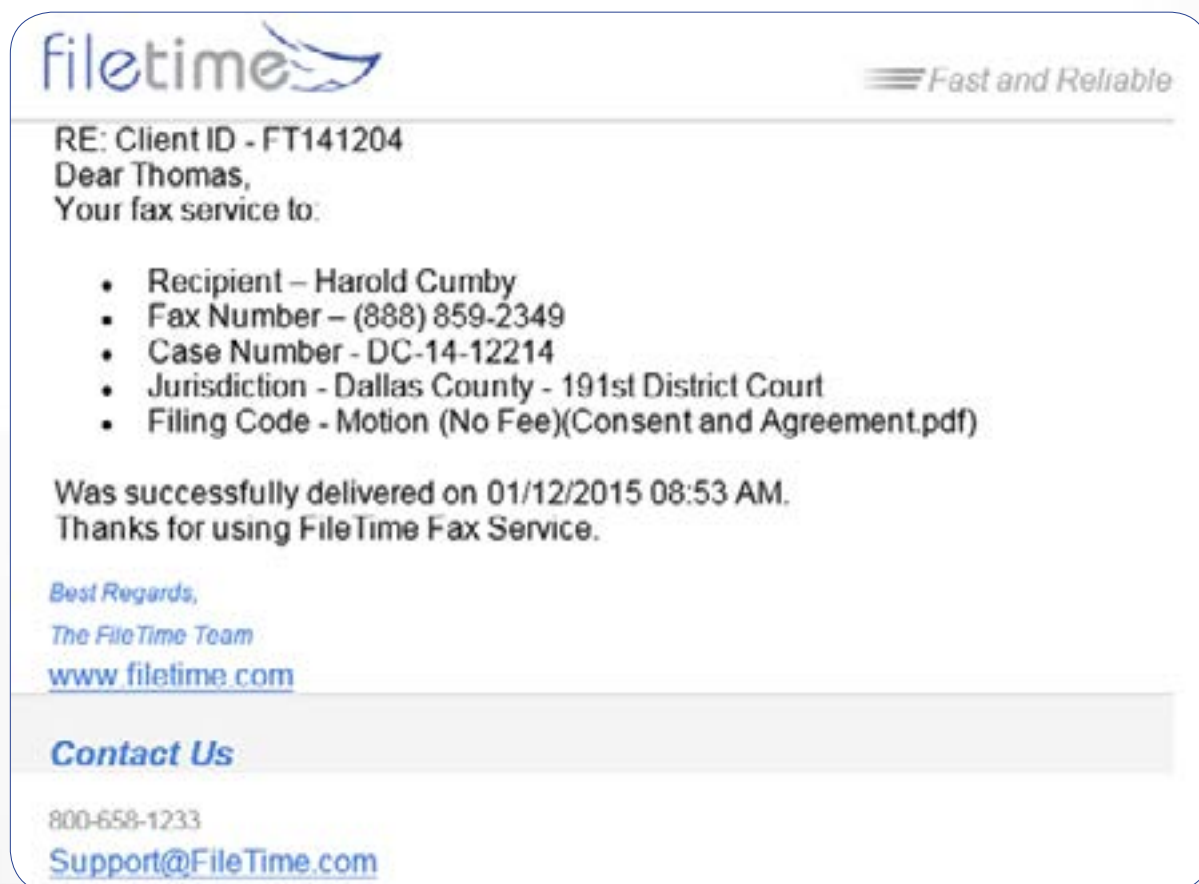 filetime
Fast and Reliable
RE: Client ID - FT141204
Dear Thomas,
Your fax service to:
• Recipient – Harold Cumby
• Fax Number – (888) 859-2349
• Case Number - DC-14-12214
• Jurisdiction - Dallas County - 191st District Court
• Filing Code - Motion (No Fee)(Consent and Agreement.pdf)
Was successfully delivered on 01/12/2015 08:53 AM.
Thanks for using FileTime Fax Service.
Best Regards,
The FileTime Team
www.filetime.com
Contact Us
800-658-1233
Support@FileTime.com